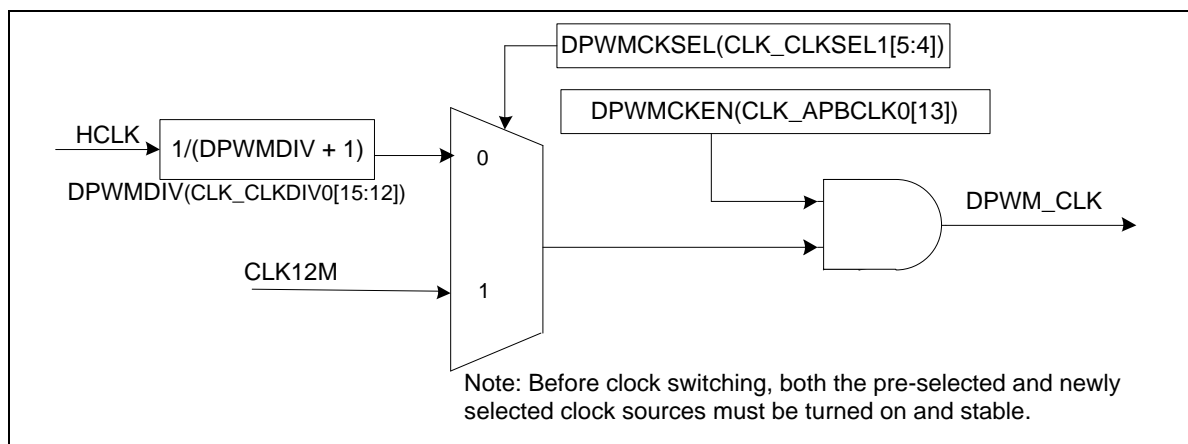 DPWMCKSEL(CLK_CLKSEL1[5:4])
DPWMCKEN(CLK_APBCLK0[13])
HCLK
1/(DPWMDIV + 1)
0
DPWMDIV(CLK_CLKDIV0[15:12])
DPWM_CLK
CLK12M
1
Note: Before clock switching, both the pre-selected and newly
selected clock sources must be turned on and stable.